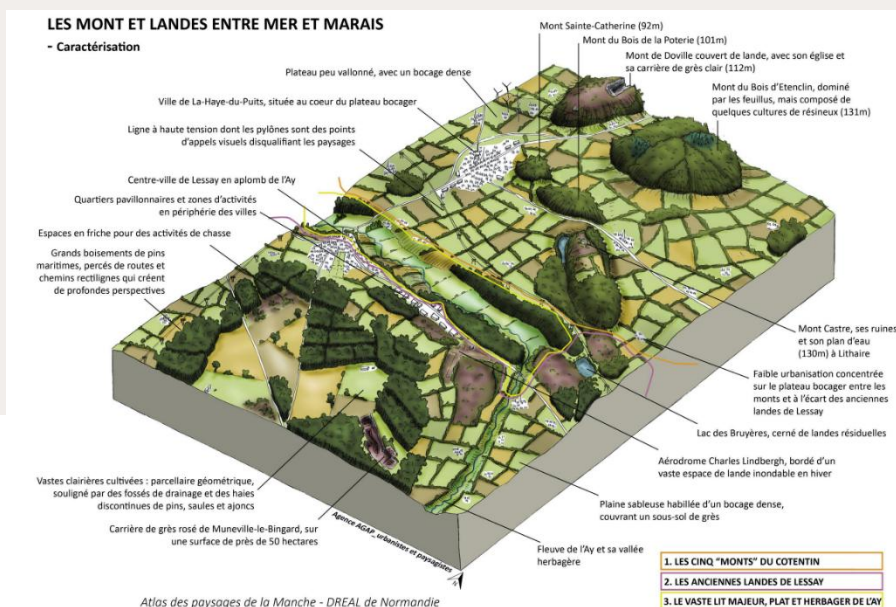 LES MONT ET LANDES ENTRE MER ET MARAIS
- Caractérisation
Mont Sainte-Catherine (92m)
Mont du Bois de la Poterie (101m)
Mont de Doville couvert de lande, avec son église et
sa carrière de grès clair (112m)
Mont du Bois d'Etenclin, dominé
par les feuillus, mais composé de
quelques cultures de résineux (131m)
Plateau peu vallonné, avec un bocage dense
Ville de La-Haye-du-Puits, située au coeur du plateau bocager
Ligne à haute tension dont les pylônes sont des points
d'appels visuels disqualifiant les paysages
Centre-ville de Lessay en aplomb de l'Ay
Quartiers pavillonnaires et zones d'activités
en périphérie des villes
Espaces en friche pour des activités de chasse
Grands boisements de pins
maritimes, percés de routes et
chemins rectilignes qui créent
de profondes perspectives
Mont Castre, ses ruines
et son plan d'eau
(130m) à Lithaire
Faible urbanisation concentrée
sur le plateau bocager entre les
monts et à l'écart des anciennes
landes de Lessay
Lac des Bruyères, cerné de landes résiduelles
Aérodrome Charles Lindbergh, bordé d'un
vaste espace de lande inondable en hiver
Plaine sableuse habillée d'un bocage dense,
couvrant un sous-sol de grès
Fleuve de l'Ay et sa vallée
herbagère
Vastes clairières cultivées : parcellaire géométrique,
souligné par des fossés de drainage et des haies
discontinues de pins, saules et ajoncs
Carrière de grès rosé de Muneville-le-Bingard, sur
une surface de près de 50 hectares
Agence AGAP_urbanistes et paysagistes
N
1. LES CINQ "MONTS" DU COTENTIN
2. LES ANCIENNES LANDES DE LESSAY
3. LE VASTE LIT MAJEUR, PLAT ET HERBAGER DE L'AY
Atlas des paysages de la Manche - DREAL de Normandie